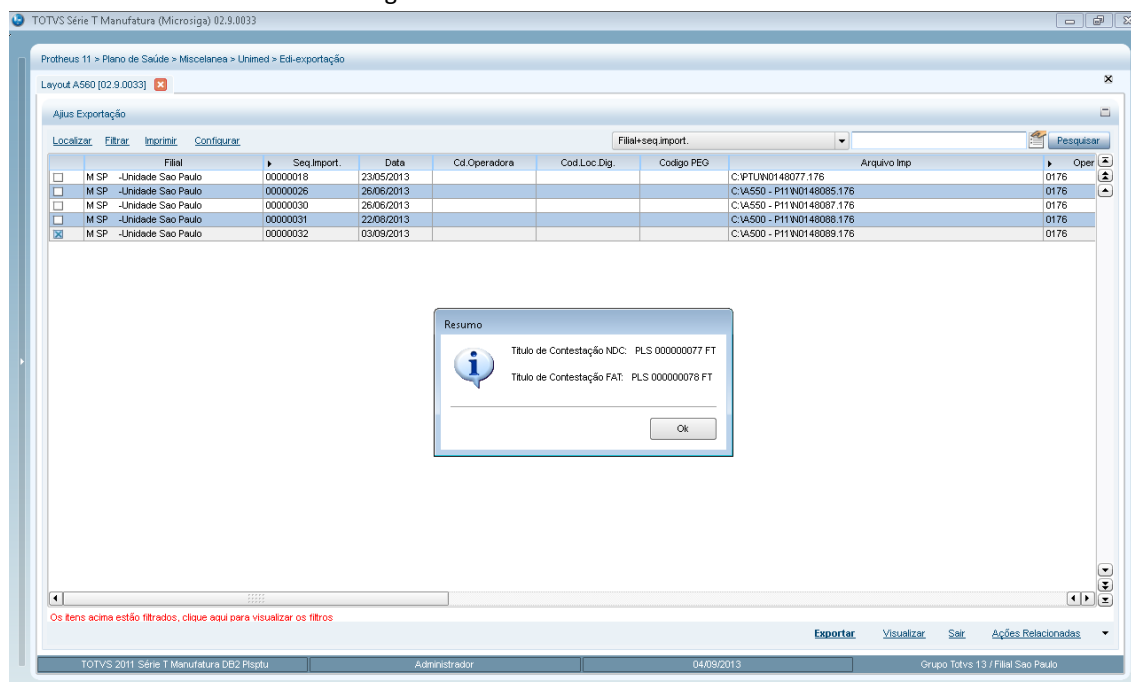 TOTVS Série T Manufatura (Microsiga) 02.9.0033
Protheus 11 > Plano de Saúde > Miscelanea > Unimed > Edi-exportação
Layout A560 [02.9.0033]
Ajius Exportação
Localizar Filtrar Imprimir Configurar Filial+seq.import. Pesquisar
Filial Seq.Import. Data Cd.Operadora Cod.Loc.Dig. Codigo PEG Arquivo Imp Oper
M SP -Unidade Sao Paulo 00000018 23/05/2013 C:\PTU\N0148077.176 0176
M SP -Unidade Sao Paulo 00000026 26/06/2013 C:\A550 - P11\N0148085.176 0176
M SP -Unidade Sao Paulo 00000030 26/06/2013 C:\A550 - P11\N0148087.176 0176
M SP -Unidade Sao Paulo 00000031 22/08/2013 C:\A500 - P11\N0148088.176 0176
M SP -Unidade Sao Paulo 00000032 03/09/2013 C:\A500 - P11\N0148089.176 0176
Resumo
Titulo de Contestação NDC: PLS 000000077 FT
Titulo de Contestação FAT: PLS 000000078 FT
Ok
Os itens acima estão filtrados, clique aqui para visualizar os filtros
Exportar Visualizar Sair Ações Relacionadas
TOTVS 2011 Série T Manufatura DB2 Plsptu Administrador 04/09/2013 Grupo Totvs 13 / Filial Sao Paulo